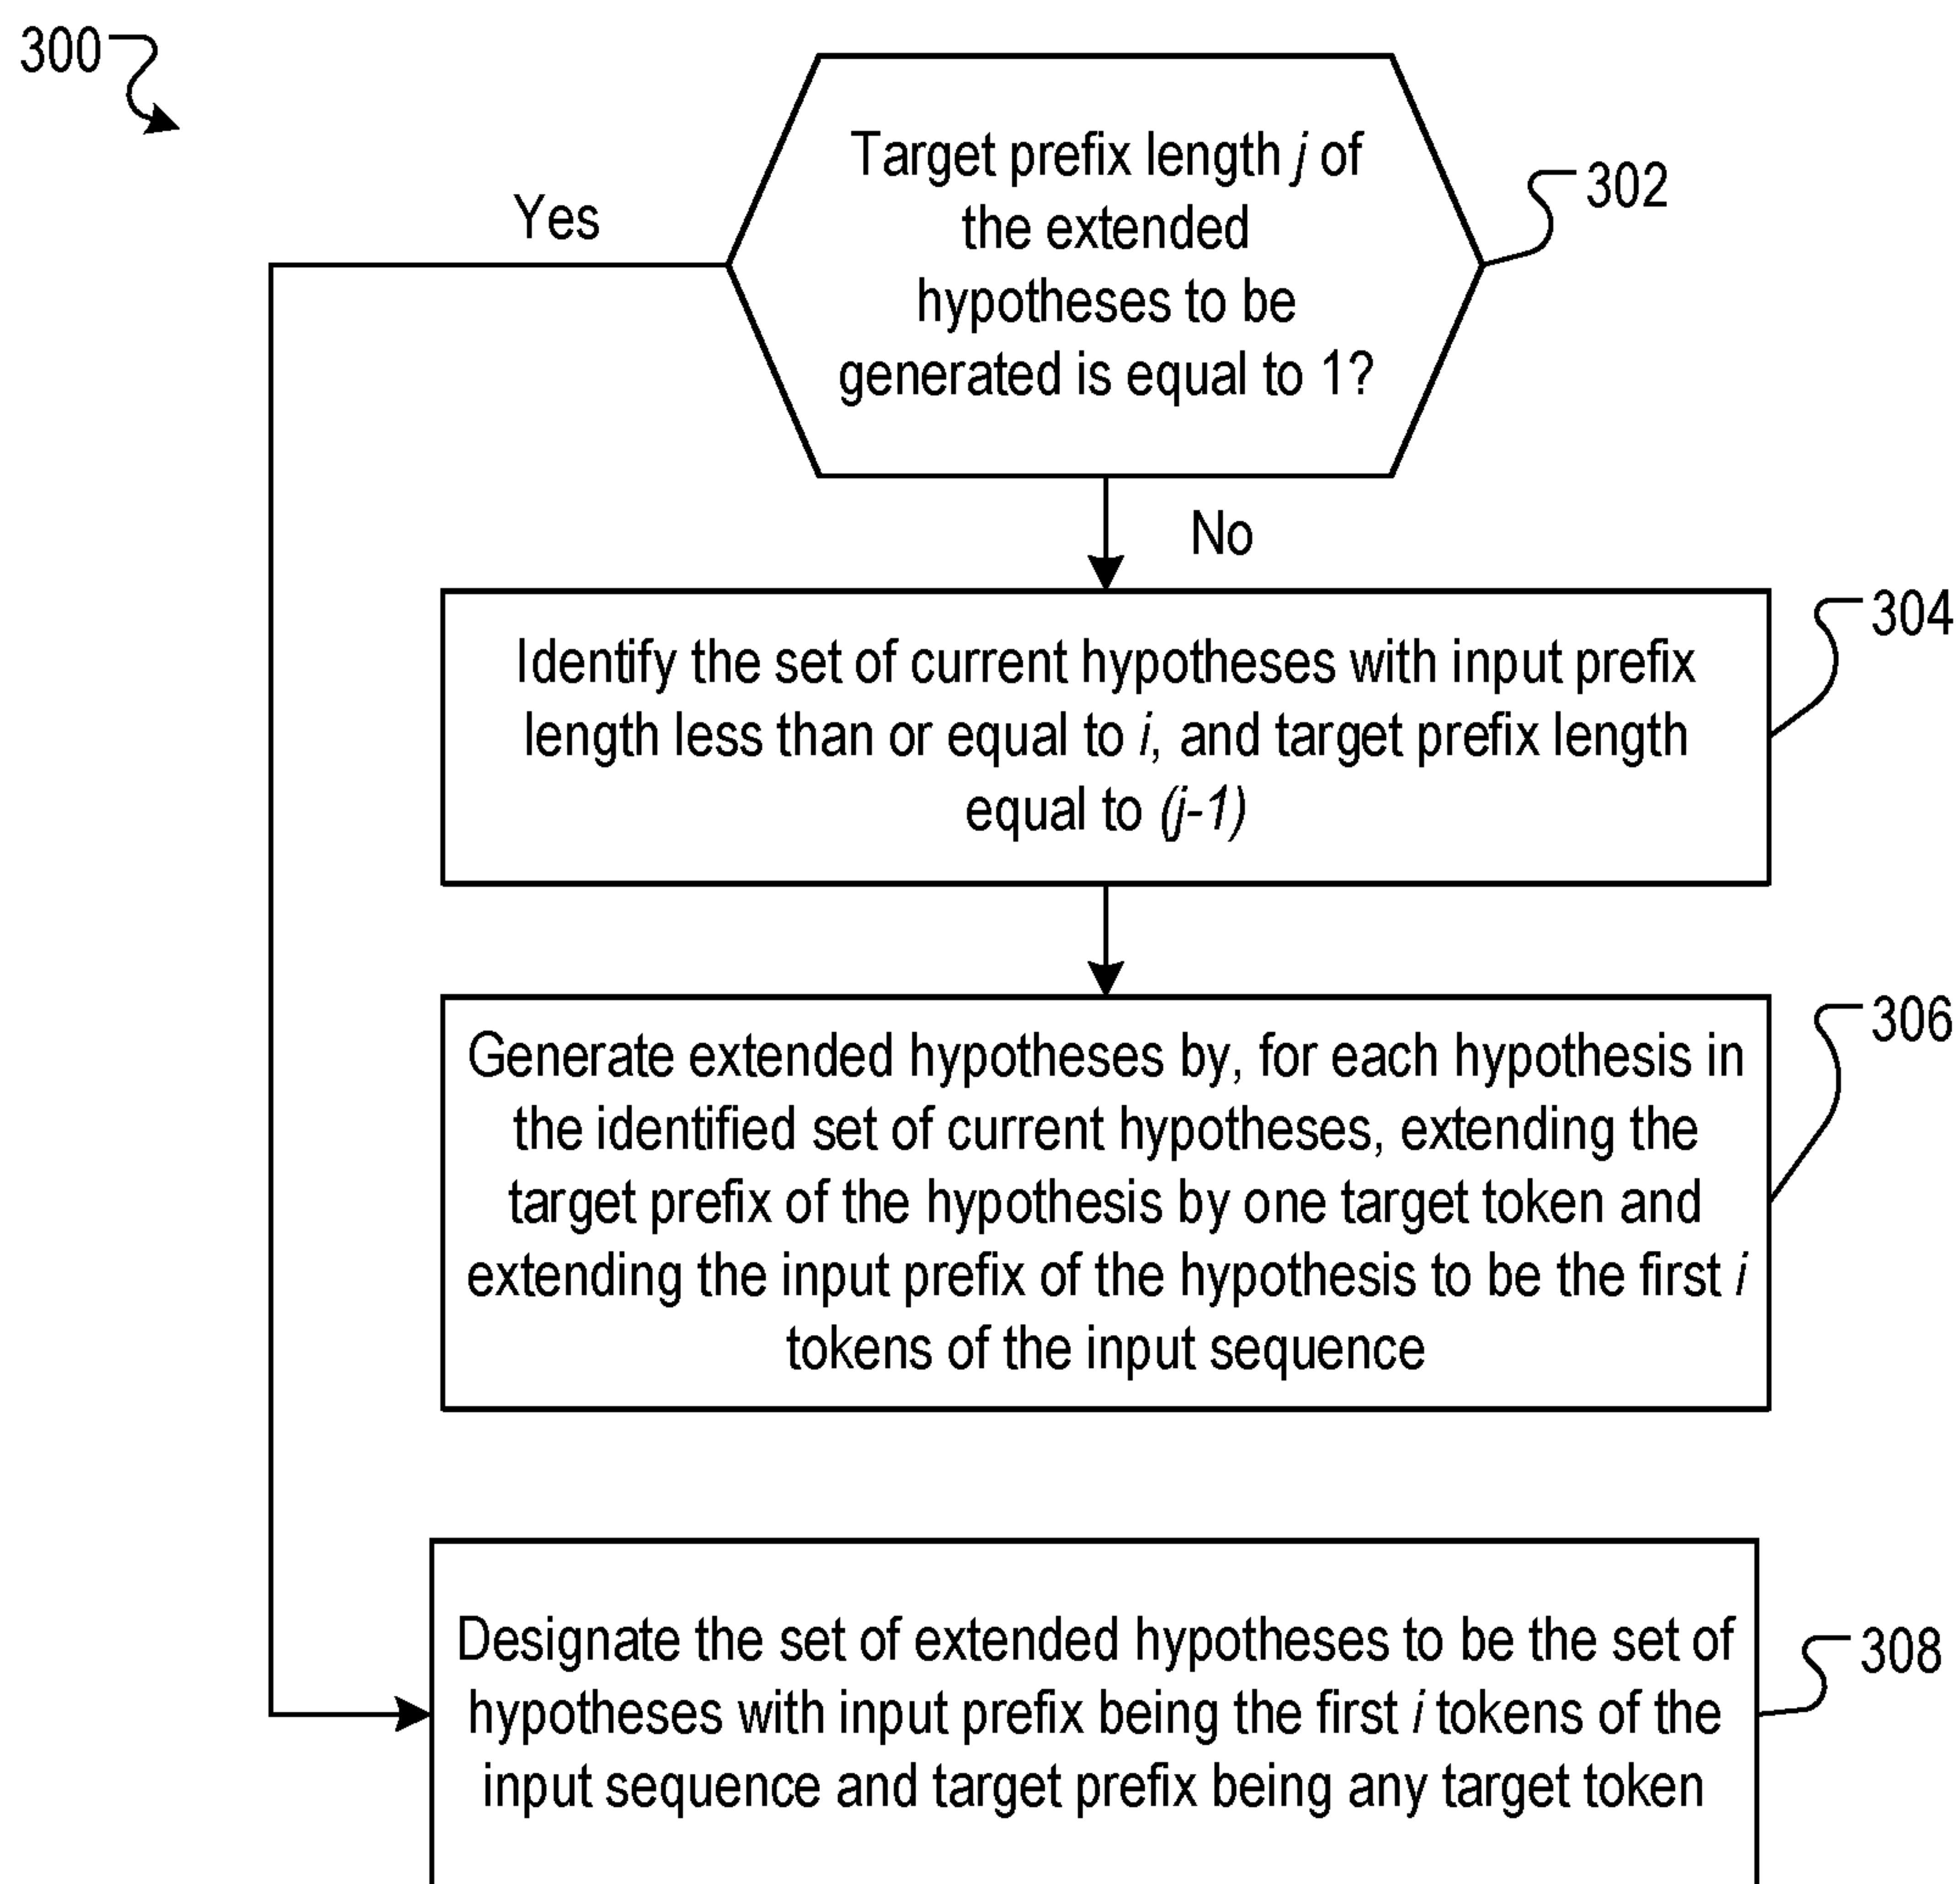 300
Target prefix length j of
the extended
hypotheses to be
generated is equal to 1?
302
Yes
No
304
Identify the set of current hypotheses with input prefix
length less than or equal to i, and target prefix length
equal to (j-1)
306
Generate extended hypotheses by, for each hypothesis in
the identified set of current hypotheses, extending the
target prefix of the hypothesis by one target token and
extending the input prefix of the hypothesis to be the first i
tokens of the input sequence
308
Designate the set of extended hypotheses to be the set of
hypotheses with input prefix being the first i tokens of the
input sequence and target prefix being any target token